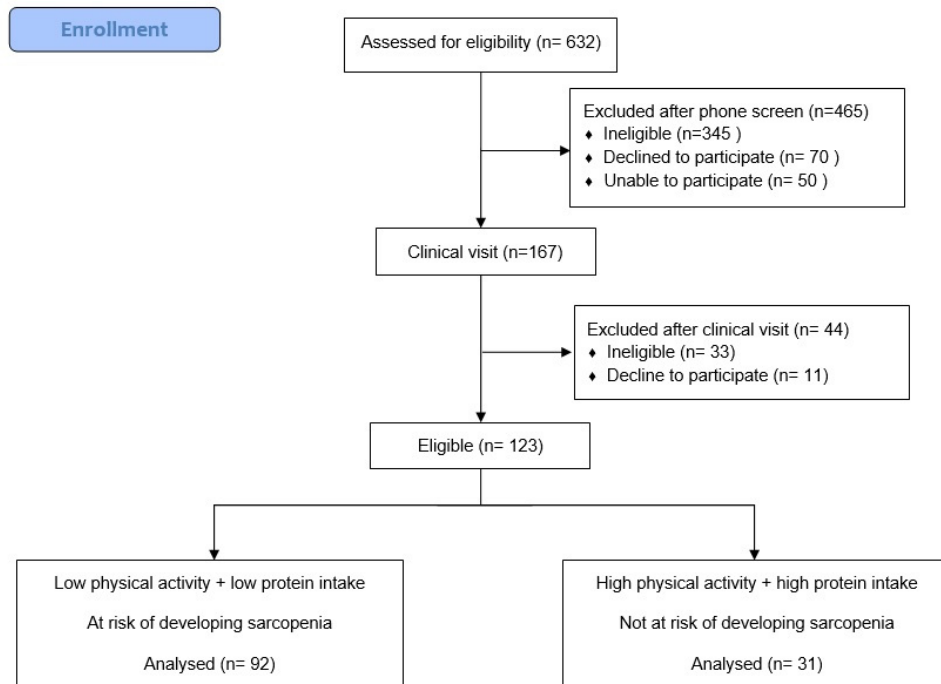 Enrollment
Assessed for eligibility (n= 632)
Excluded after phone screen (n=465)
♦ Ineligible (n=345 )
♦ Declined to participate (n= 70 )
♦ Unable to participate (n= 50 )
Clinical visit (n=167)
Excluded after clinical visit (n= 44)
♦ Ineligible (n= 33)
♦ Decline to participate (n= 11)
Eligible (n= 123)
Low physical activity + low protein intake
At risk of developing sarcopenia
Analysed (n= 92)
High physical activity + high protein intake
Not at risk of developing sarcopenia
Analysed (n= 31)